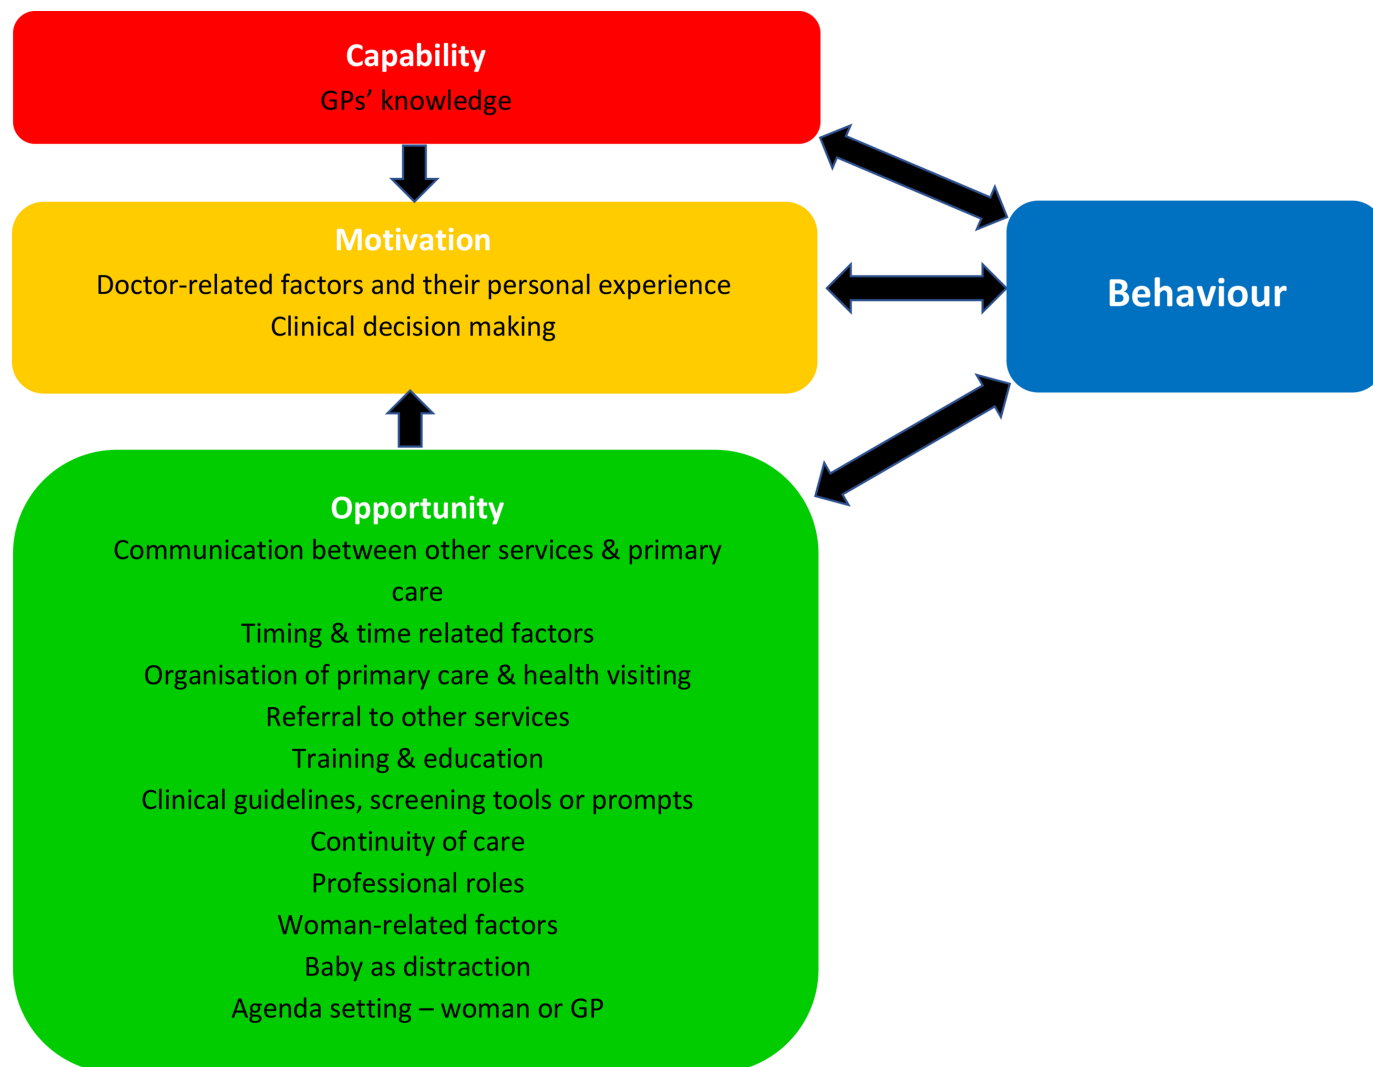 Capability
GPs’ knowledge
Motivation
Doctor-related factors and their personal experience
Clinical decision making
Behaviour
Opportunity
Communication between other services & primary
care
Timing & time related factors
Organisation of primary care & health visiting
Referral to other services
Training & education
Clinical guidelines, screening tools or prompts
Continuity of care
Professional roles
Woman-related factors
Baby as distraction
Agenda setting – woman or GP